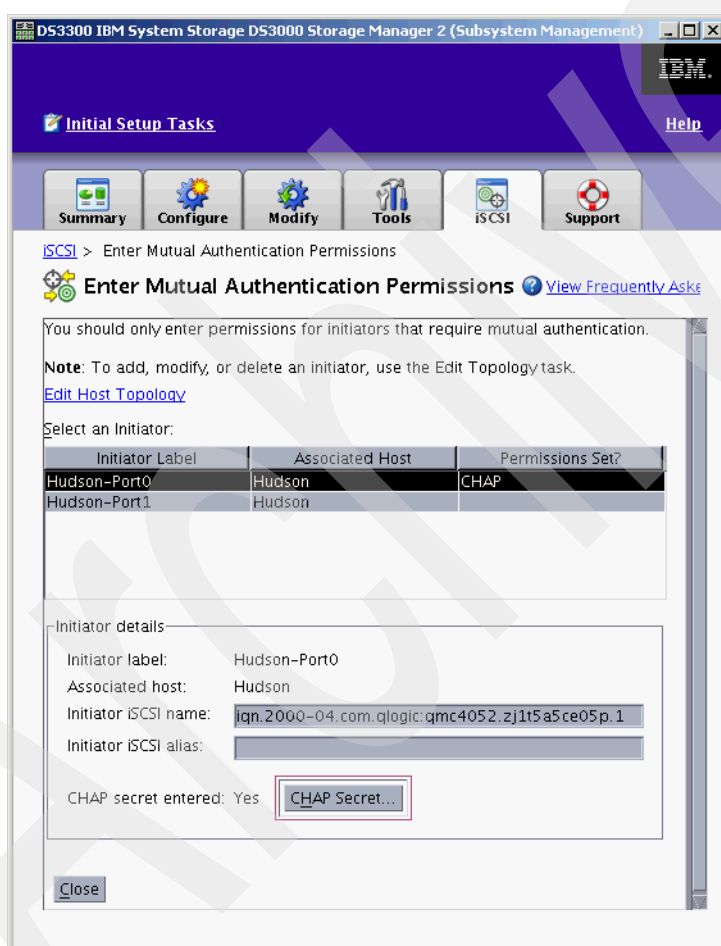 DS3300 IBM System Storage DS3000 Storage Manager 2 (Subsystem Management)
IBM.
Initial Setup Tasks
Help
Summary
Configure
Modify
Tools
iSCSI
Support
iSCSI > Enter Mutual Authentication Permissions
Enter Mutual Authentication Permissions
View Frequently Aske
You should only enter permissions for initiators that require mutual authentication.
Note: To add, modify, or delete an initiator, use the Edit Topology task.
Edit Host Topology
Select an Initiator:
Initiator Label Associated Host Permissions Set?
Hudson-Port0 Hudson CHAP
Hudson-Port1 Hudson
Initiator details
Initiator label: Hudson-Port0
Associated host: Hudson
Initiator iSCSI name: iqn.2000-04.com.qlogic:qmc4052.zj1t5a5ce05p.1
Initiator iSCSI alias:
CHAP secret entered: Yes CHAP Secret...
Close